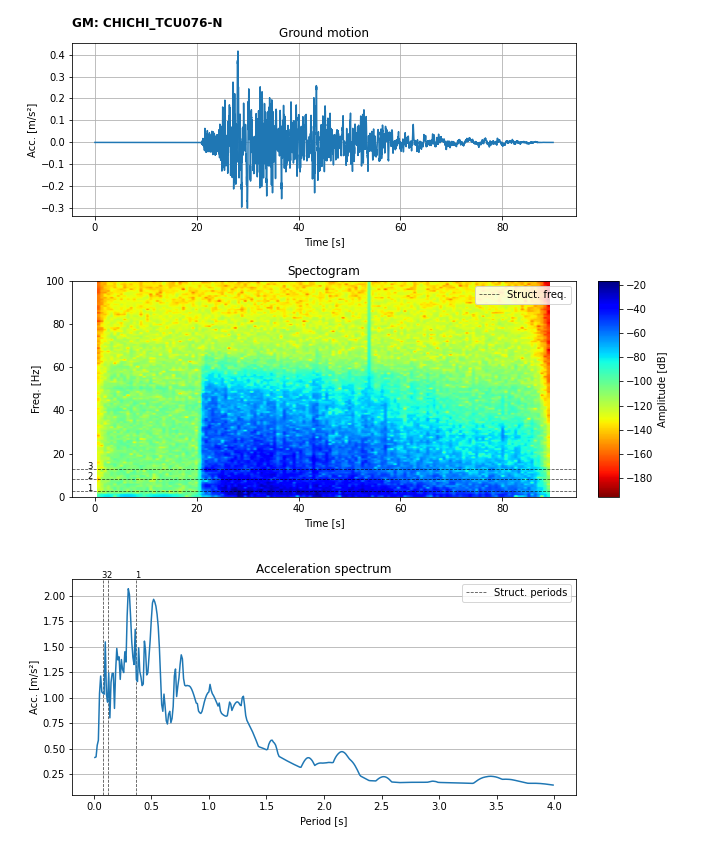 GM: CHICHI_TCU076-N
Ground motion
Acc. [m/s²]
0.4
0.3
0.2
0.1
0.0
−0.1
−0.2
−0.3
0 20 40 60 80
Time [s]
Spectogram
Freq. [Hz]
100
80
60
40
20
0
3
2
1
Struct. freq.
0 20 40 60 80
Time [s]
−20
−40
−60
−80
−100
−120
−140
−160
−180
Amplitude [dB]
Acceleration spectrum
32 1
Struct. periods
Acc. [m/s²]
2.00
1.75
1.50
1.25
1.00
0.75
0.50
0.25
0.0 0.5 1.0 1.5 2.0 2.5 3.0 3.5 4.0
Period [s]